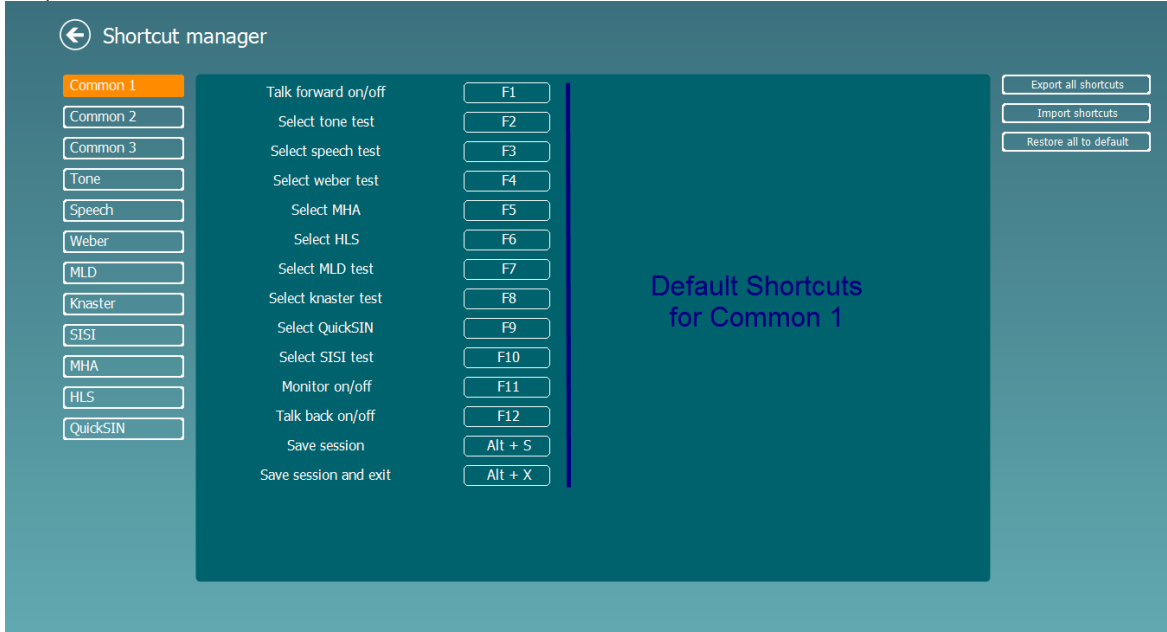 Shortcut manager
Common 1
Common 2
Common 3
Tone
Speech
Weber
MLD
Knaster
SISI
MHA
HLS
QuickSIN
Talk forward on/off F1
Select tone test F2
Select speech test F3
Select weber test F4
Select MHA F5
Select HLS F6
Select MLD test F7
Select knaster test F8
Select QuickSIN F9
Select SISI test F10
Monitor on/off F11
Talk back on/off F12
Save session Alt + S
Save session and exit Alt + X
Default Shortcuts
for Common 1
Export all shortcuts
Import shortcuts
Restore all to default